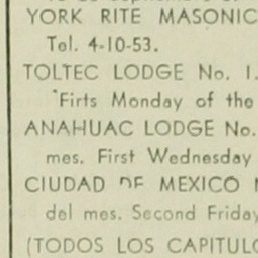 YORK RITE MASONIC
Tel. 4-10-53.
TOLTEC LODGE No. 1.
"Firts Monday of the
ANAHUAC LODGE No.
mes. First Wednesday
CIUDAD OF MEXICO
del mes. Second Friday
(TODOS LOS CAPITULO